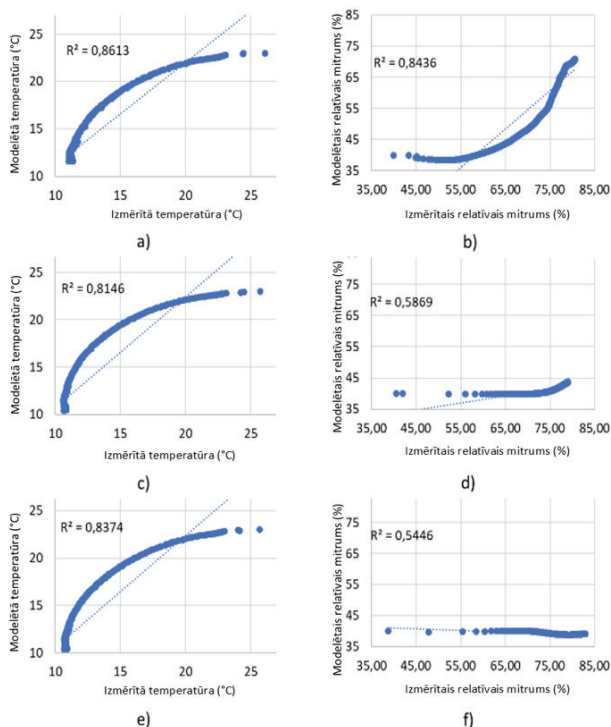 Modelētā temperatūra (°C)
R² = 0,8613
25
20
15
10
10
15
20
25
Izmērītā temperatūra (°C)
a)
Modelētais relatīvais mitrums (%)
R² = 0,8436
75
65
55
45
35
35,00
45,00
55,00
65,00
75,00
85,00
Izmērītais relatīvais mitrums (%)
b)
Modelētā temperatūra (°C)
R² = 0,8146
25
20
15
10
10
15
20
25
Izmērītā temperatūra (°C)
c)
Modelētais relatīvais mitrums (%)
R² = 0,5869
75
65
55
45
35
35,00
45,00
55,00
65,00
75,00
85,00
Izmērītais relatīvais mitrums (%)
d)
Modelētā temperatūra (°C)
R² = 0,8374
25
20
15
10
10
15
20
25
Izmērītā temperatūra (°C)
e)
Modelētais relatīvais mitrums (%)
R² = 0,5446
75
65
55
45
35
35,00
45,00
55,00
65,00
75,00
85,00
Izmērītais relatīvais mitrums (%)
f)